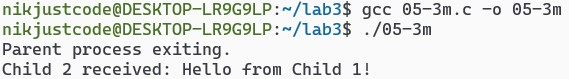 nikjustcode@DESKTOP-LR9G9LP:~/lab3$ gcc 05-3m.c -o 05-3m
nikjustcode@DESKTOP-LR9G9LP:~/lab3$ ./05-3m
Parent process exiting.
Child 2 received: Hello from Child 1!